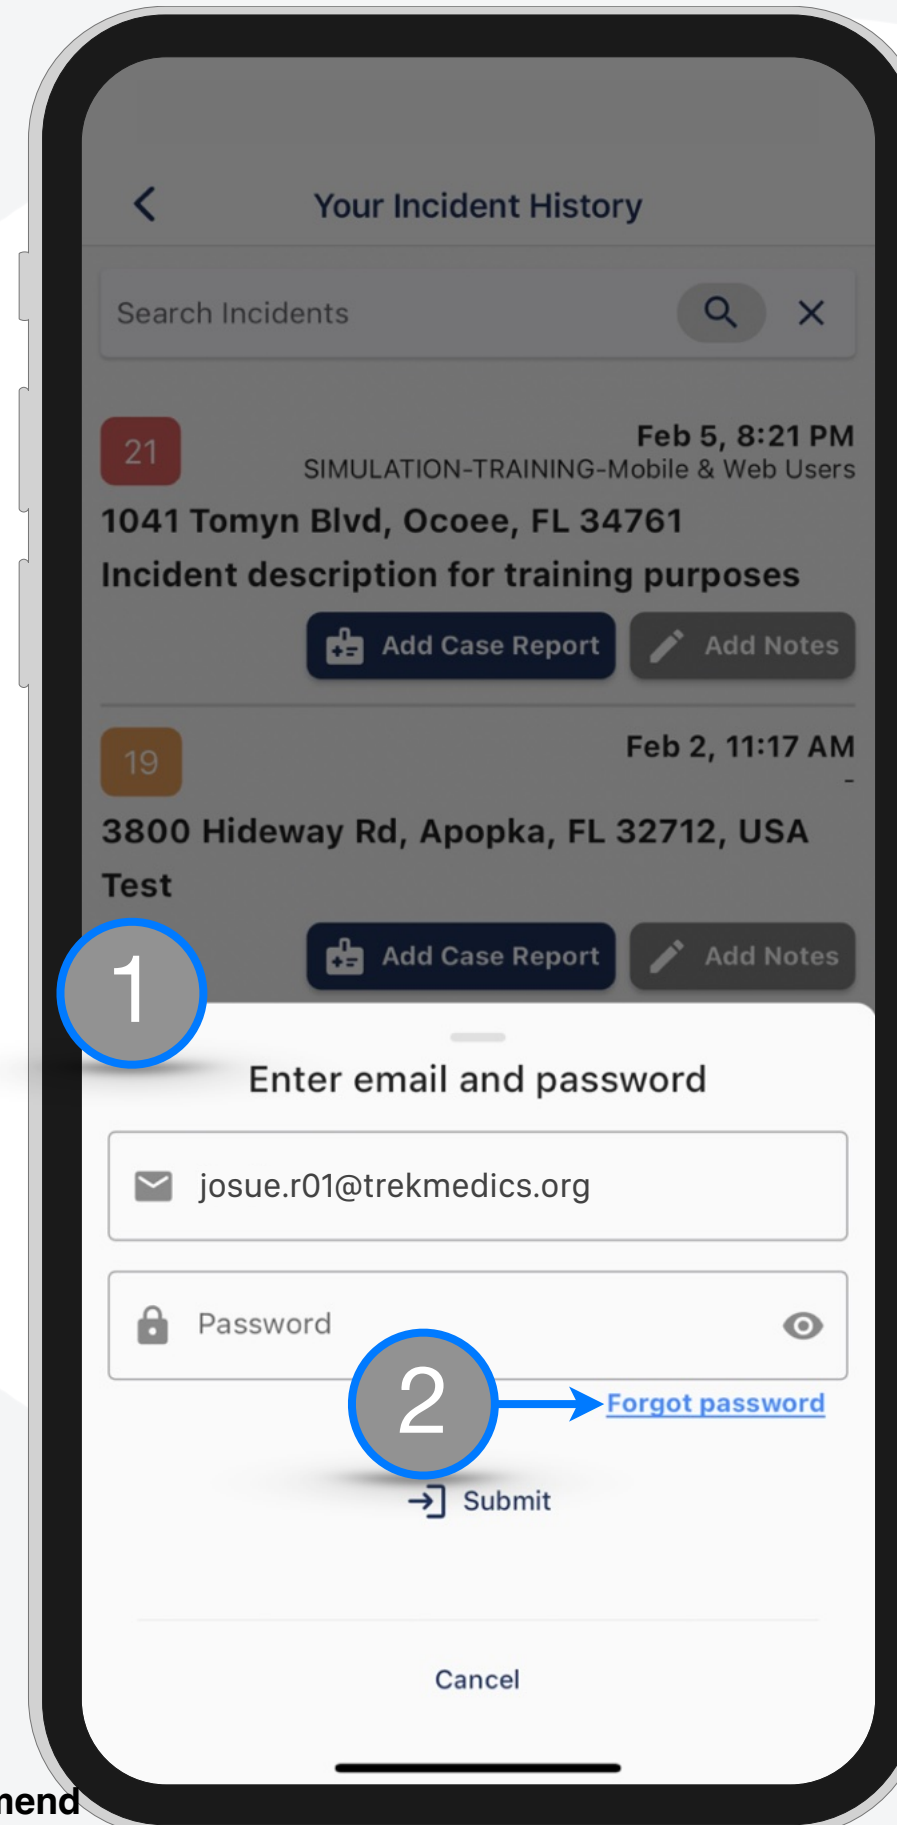 Your Incident History
Search Incidents
21
Feb 5, 8:21 PM
SIMULATION-TRAINING-Mobile & Web Users
1041 Tomyn Blvd, Ocoee, FL 34761
Incident description for training purposes
Add Case Report
Add Notes
19
Feb 2, 11:17 AM
-
3800 Hideway Rd, Apopka, FL 32712, USA
Test
Add Case Report
Add Notes
1
Enter email and password
josue.r01@trekmedics.org
Password
2
Forgot password
Submit
Cancel